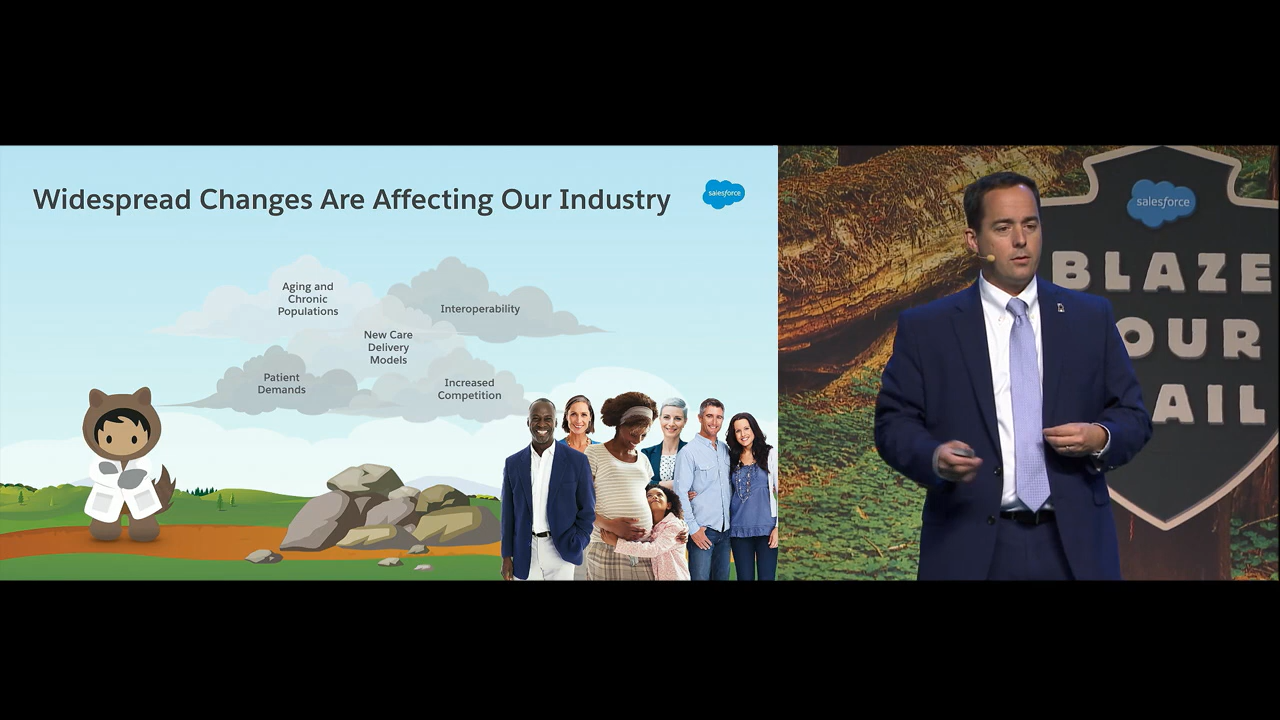 Widespread Changes Are Affecting Our Industry
salesforce
Aging and
Chronic
Populations
Interoperability
New Care
Delivery
Models
Patient
Demands
Increased
Competition
salesforce
BLAZE
OUR
AIL